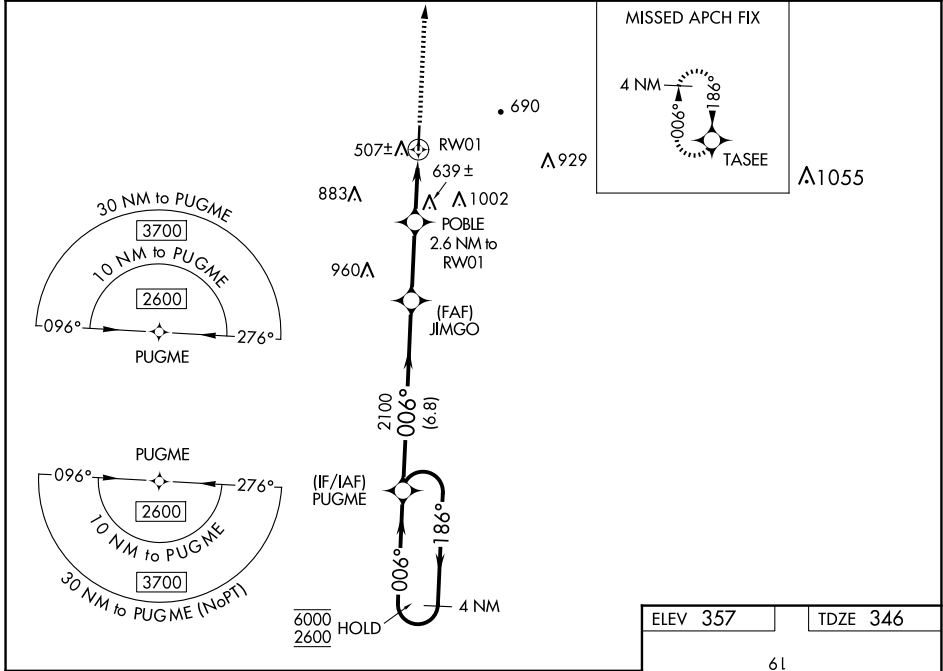 MISSED APCH FIX
4 NM
006°
186°
TASEE
690
507±
RW01
929
639 ±
1055
883
1002
POBLE
2.6 NM to
RW01
960
(FAF)
JIMGO
30 NM to PUGME
3700
10 NM to PUGME
2600
096°
276°
PUGME
2100
006°
(6.8)
PUGME
096°
276°
2600
10 NM to PUGME
3700
30 NM to PUGME (NoPT)
(IF/IAF)
PUGME
006°
186°
4 NM
6000
2600
HOLD
ELEV 357
TDZE 346
19